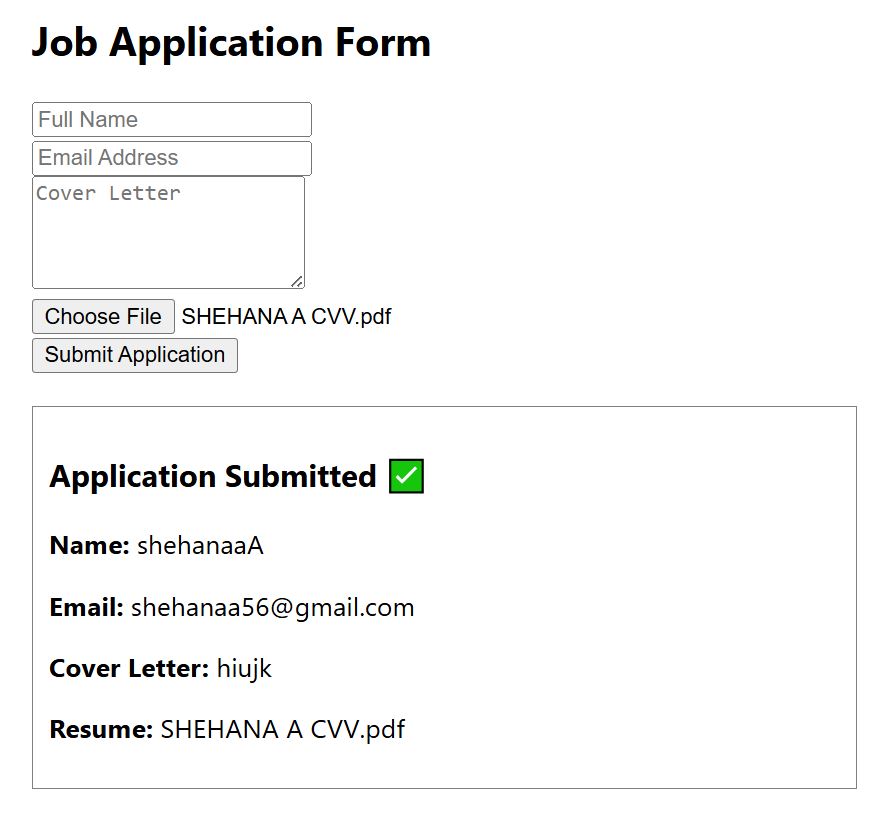 Job Application Form
Full Name
Email Address
Cover Letter
Choose File SHEHANA A CVV.pdf
Submit Application
Application Submitted ✅
Name: shehanaaA
Email: shehanaa56@gmail.com
Cover Letter: hiujk
Resume: SHEHANA A CVV.pdf